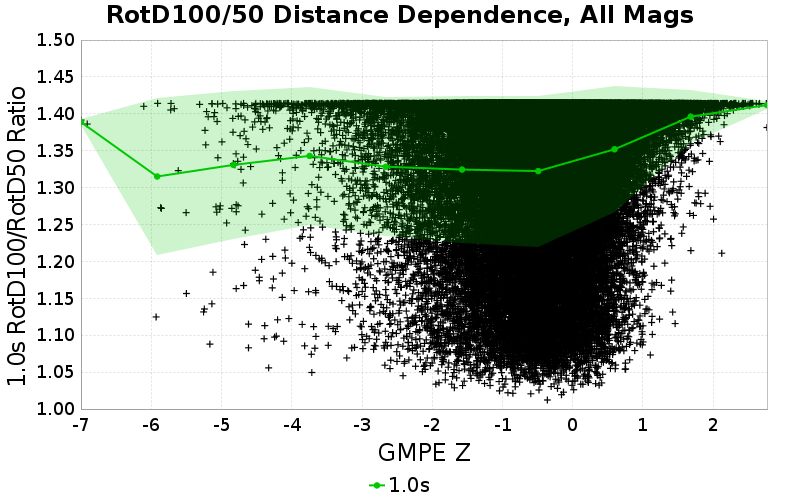 RotD100/50 Distance Dependence, All Mags
1.0s RotD100/RotD50 Ratio
1.50
1.45
1.40
1.35
1.30
1.25
1.20
1.15
1.10
1.05
1.00
-7 -6 -5 -4 -3 -2 -1 0 1 2
GMPE Z
1.0s